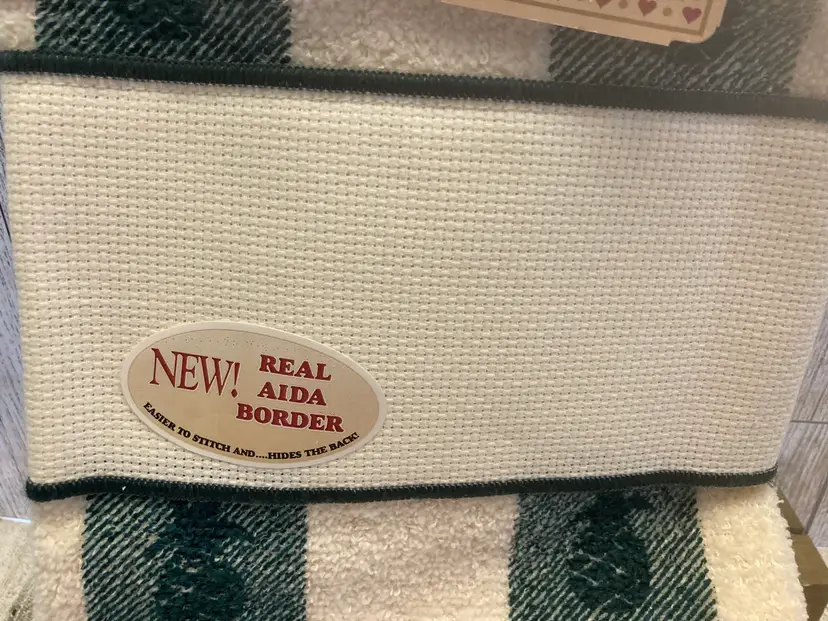 NEW! REAL
AIDA
BORDER
EASIER TO STITCH AND....HIDES THE BACK!